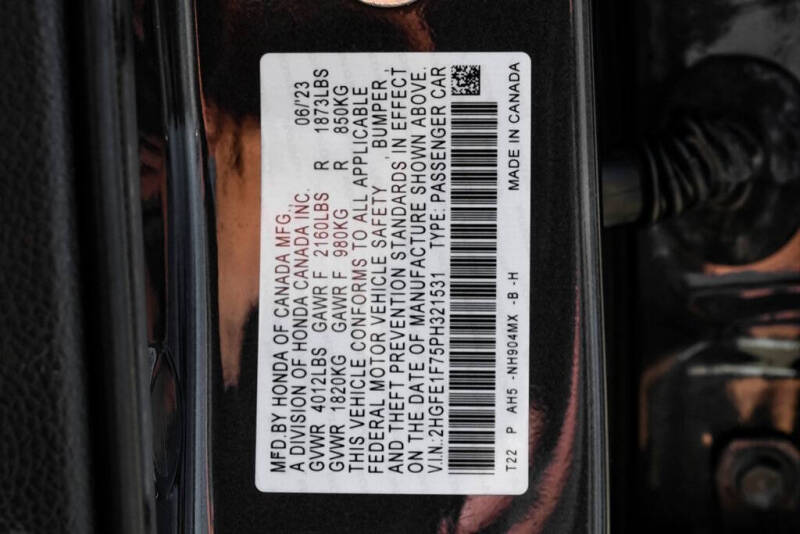 MFD.BY HONDA OF CANADA MFG., 06/'23
A DIVISION OF HONDA CANADA INC.
GVWR 4012LBS GAWR F 2160LBS R 1873LBS
GVWR 1820KG GAWR F 980KG R 850KG
THIS VEHICLE CONFORMS TO ALL APPLICABLE
FEDERAL MOTOR VEHICLE SAFETY , BUMPER ,
AND THEFT PREVENTION STANDARDS IN EFFECT
ON THE DATE OF MANUFACTURE SHOWN ABOVE.
V.I.N.:2HGFE1F75PH321531 TYPE: PASSENGER CAR
T22 P AH5 -NH904MX -B -H MADE IN CANADA